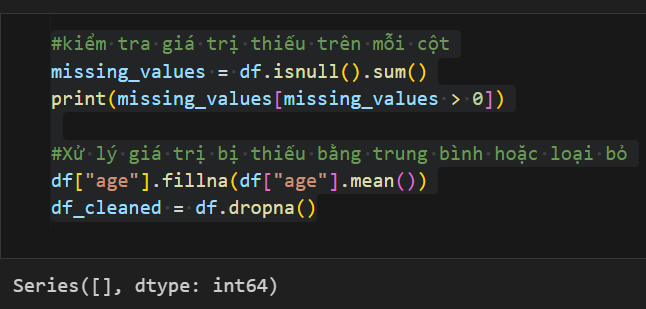 #kiểm tra giá trị thiếu trên mỗi cột
missing_values = df.isnull().sum()
print(missing_values[missing_values > 0])
#Xử lý giá trị bị thiếu bằng trung bình hoặc loại bỏ
df["age"].fillna(df["age"].mean())
df_cleaned = df.dropna()
Series([], dtype: int64)